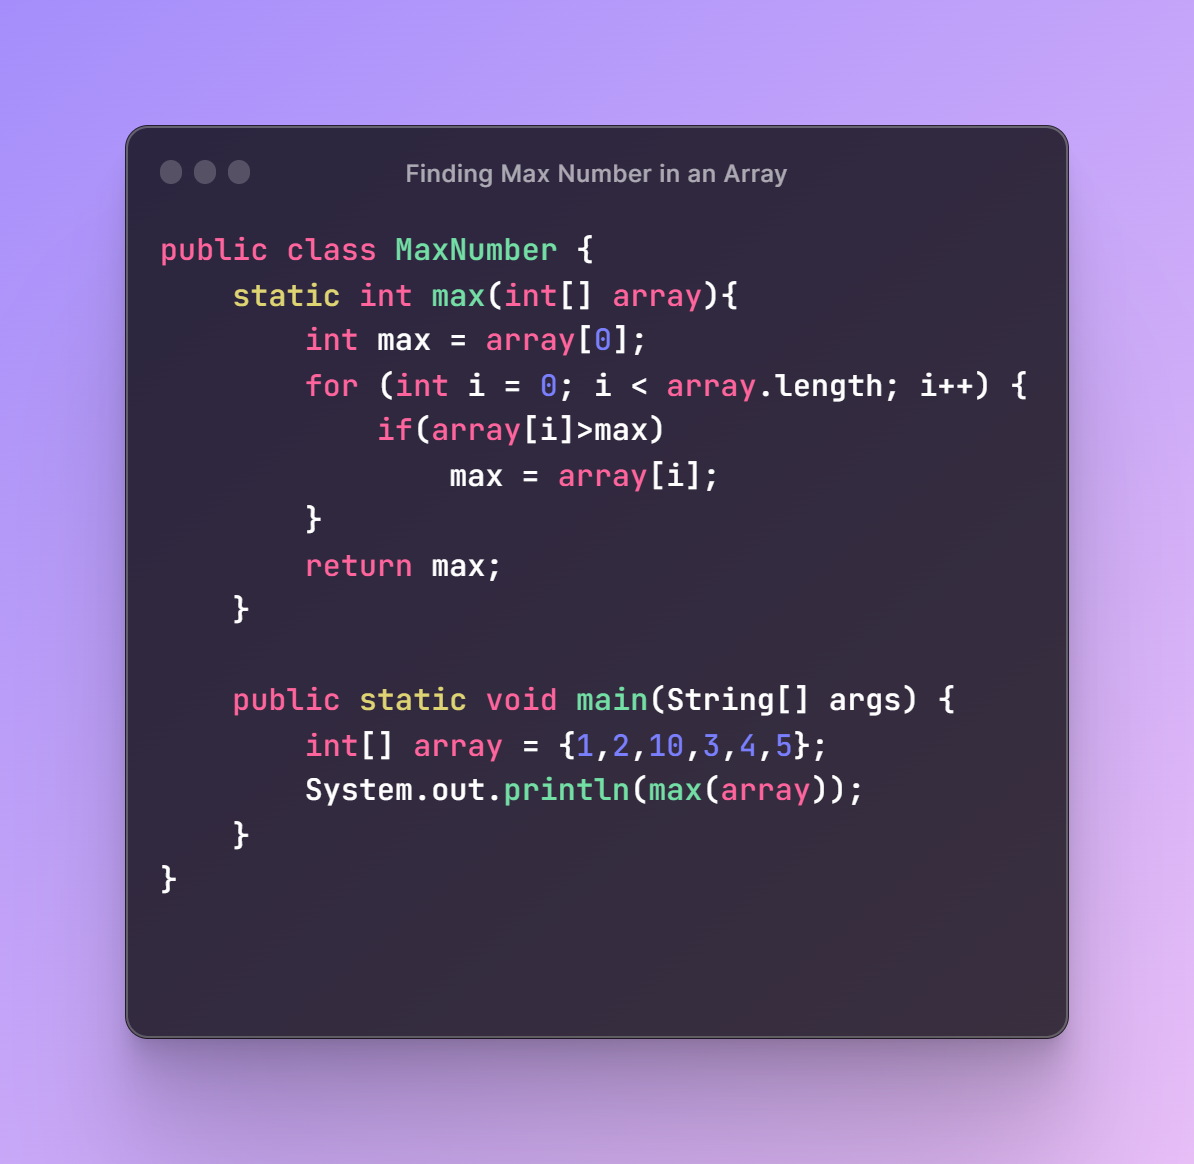 Finding Max Number in an Array
public class MaxNumber {
    static int max(int[] array){
        int max = array[0];
        for (int i = 0; i < array.length; i++) {
            if(array[i]>max)
                max = array[i];
        }
        return max;
    }

    public static void main(String[] args) {
        int[] array = {1,2,10,3,4,5};
        System.out.println(max(array));
    }
}